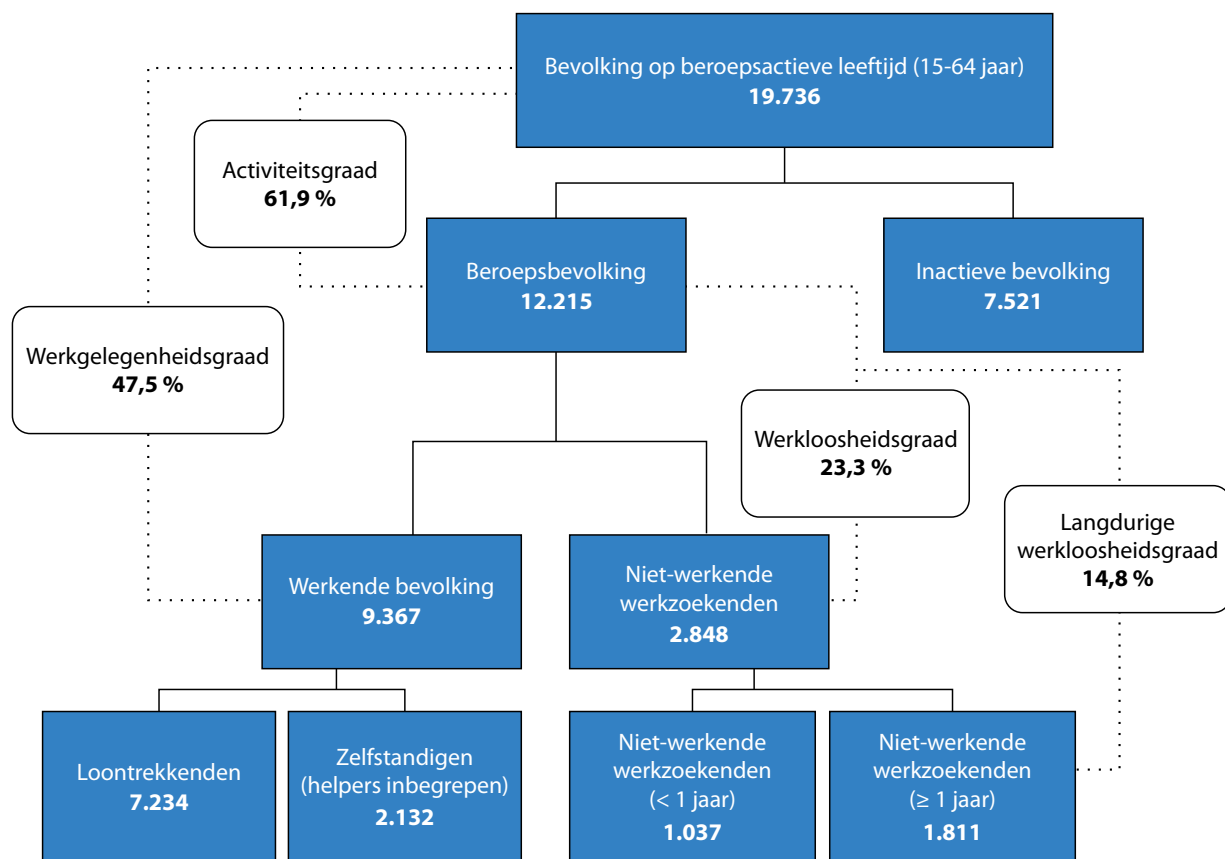 Bevolking op beroepsactieve leeftijd (15-64 jaar)
19.736
Activiteitsgraad
61,9 %
Beroepsbevolking
12.215
Inactieve bevolking
7.521
Werkgelegenheidsgraad
47,5 %
Werkloosheidsgraad
23,3 %
Langdurige
werkloosheidsgraad
14,8 %
Werkende bevolking
9.367
Niet-werkende
werkzoekenden
2.848
Loontrekkenden
7.234
Zelfstandigen
(helpers inbegrepen)
2.132
Niet-werkende
werkzoekenden
(< 1 jaar)
1.037
Niet-werkende
werkzoekenden
(≥ 1 jaar)
1.811